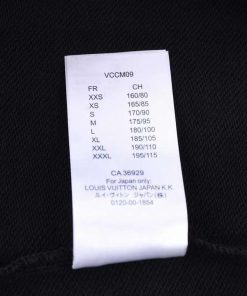 VCCM09
FR CH
XXS 160/80
XS 165/85
S 170/90
M 175/95
L 180/100
XL 185/105
XXL 190/110
XXXL 195/115
CA 36929
For Japan only:
LOUIS VUITTON JAPAN K.K.
ルイ・ヴィトン ジャパン(株)
0120-00-1854